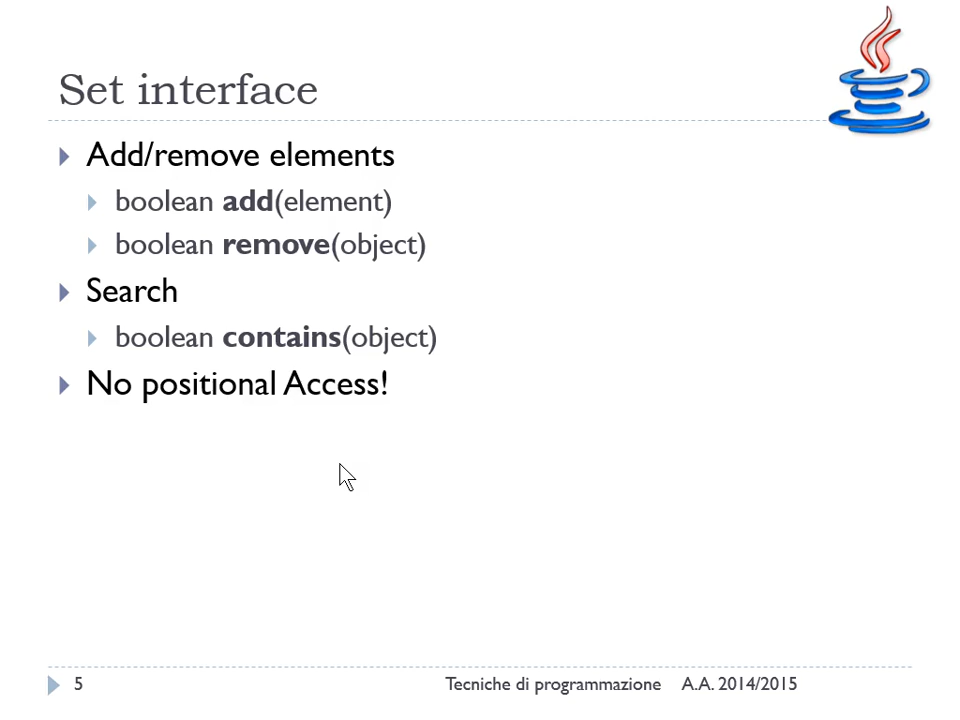 Set interface
Add/remove elements
boolean add(element)
boolean remove(object)
Search
boolean contains(object)
No positional Access!
5 Tecniche di programmazione A.A. 2014/2015